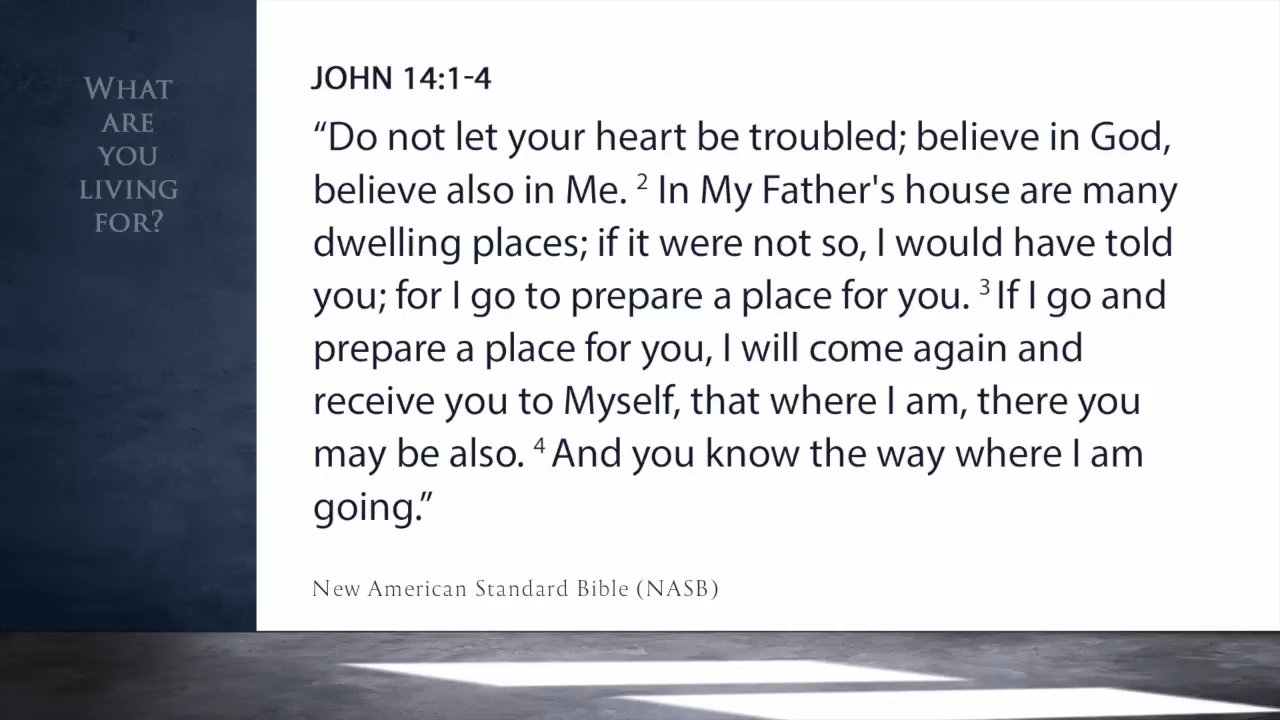 WHAT
ARE
YOU
LIVING
FOR?
JOHN 14:1-4
“Do not let your heart be troubled; believe in God,
believe also in Me. ² In My Father's house are many
dwelling places; if it were not so, I would have told
you; for I go to prepare a place for you. ³ If I go and
prepare a place for you, I will come again and
receive you to Myself, that where I am, there you
may be also. ⁴ And you know the way where I am
going.”
New American Standard Bible (NASB)